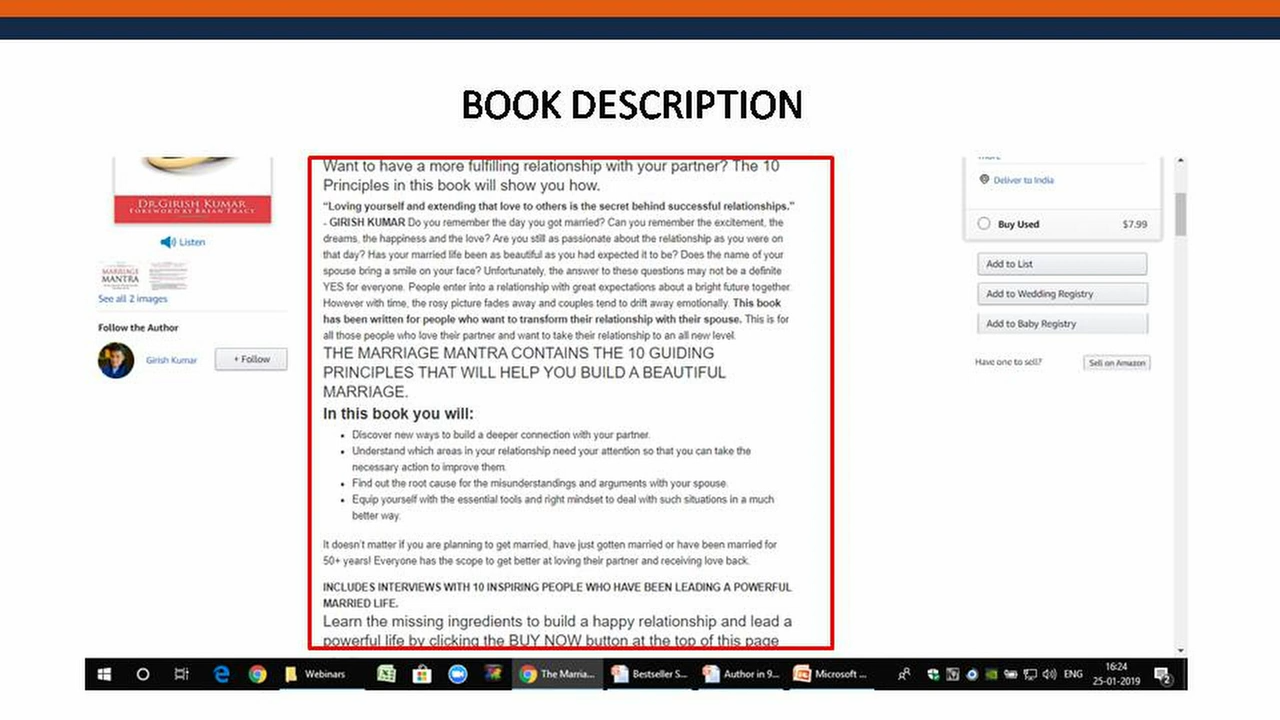 BOOK DESCRIPTION
DR.GIRISH KUMAR
FOREWORD BY BRIAN TRACY
Listen
MARRIAGE
MANTRA
See all 2 images
Follow the Author
Girish Kumar
+ Follow
Want to have a more fulfilling relationship with your partner? The 10
Principles in this book will show you how.
“Loving yourself and extending that love to others is the secret behind successful relationships.”
- GIRISH KUMAR Do you remember the day you got married? Can you remember the excitement, the
dreams, the happiness and the love? Are you still as passionate about the relationship as you were on
that day? Has your married life been as beautiful as you had expected it to be? Does the name of your
spouse bring a smile on your face? Unfortunately, the answer to these questions may not be a definite
YES for everyone. People enter into a relationship with great expectations about a bright future together.
However with time, the rosy picture fades away and couples tend to drift away emotionally. This book
has been written for people who want to transform their relationship with their spouse. This is for
all those people who love their partner and want to take their relationship to an all new level.
THE MARRIAGE MANTRA CONTAINS THE 10 GUIDING
PRINCIPLES THAT WILL HELP YOU BUILD A BEAUTIFUL
MARRIAGE.
In this book you will:
• Discover new ways to build a deeper connection with your partner.
• Understand which areas in your relationship need your attention so that you can take the
necessary action to improve them.
• Find out the root cause for the misunderstandings and arguments with your spouse.
• Equip yourself with the essential tools and right mindset to deal with such situations in a much
better way.
It doesn't matter if you are planning to get married, have just gotten married or have been married for
50+ years! Everyone has the scope to get better at loving their partner and receiving love back.
INCLUDES INTERVIEWS WITH 10 INSPIRING PEOPLE WHO HAVE BEEN LEADING A POWERFUL
MARRIED LIFE.
Learn the missing ingredients to build a happy relationship and lead a
powerful life by clicking the BUY NOW button at the top of this page
Deliver to India
Buy Used $7.99
Add to List
Add to Wedding Registry
Add to Baby Registry
Have one to sell? Sell on Amazon
Webinars
The Marria...
Bestseller S...
Author in 9...
Microsoft ...
ENG
16:24
25-01-2019
2